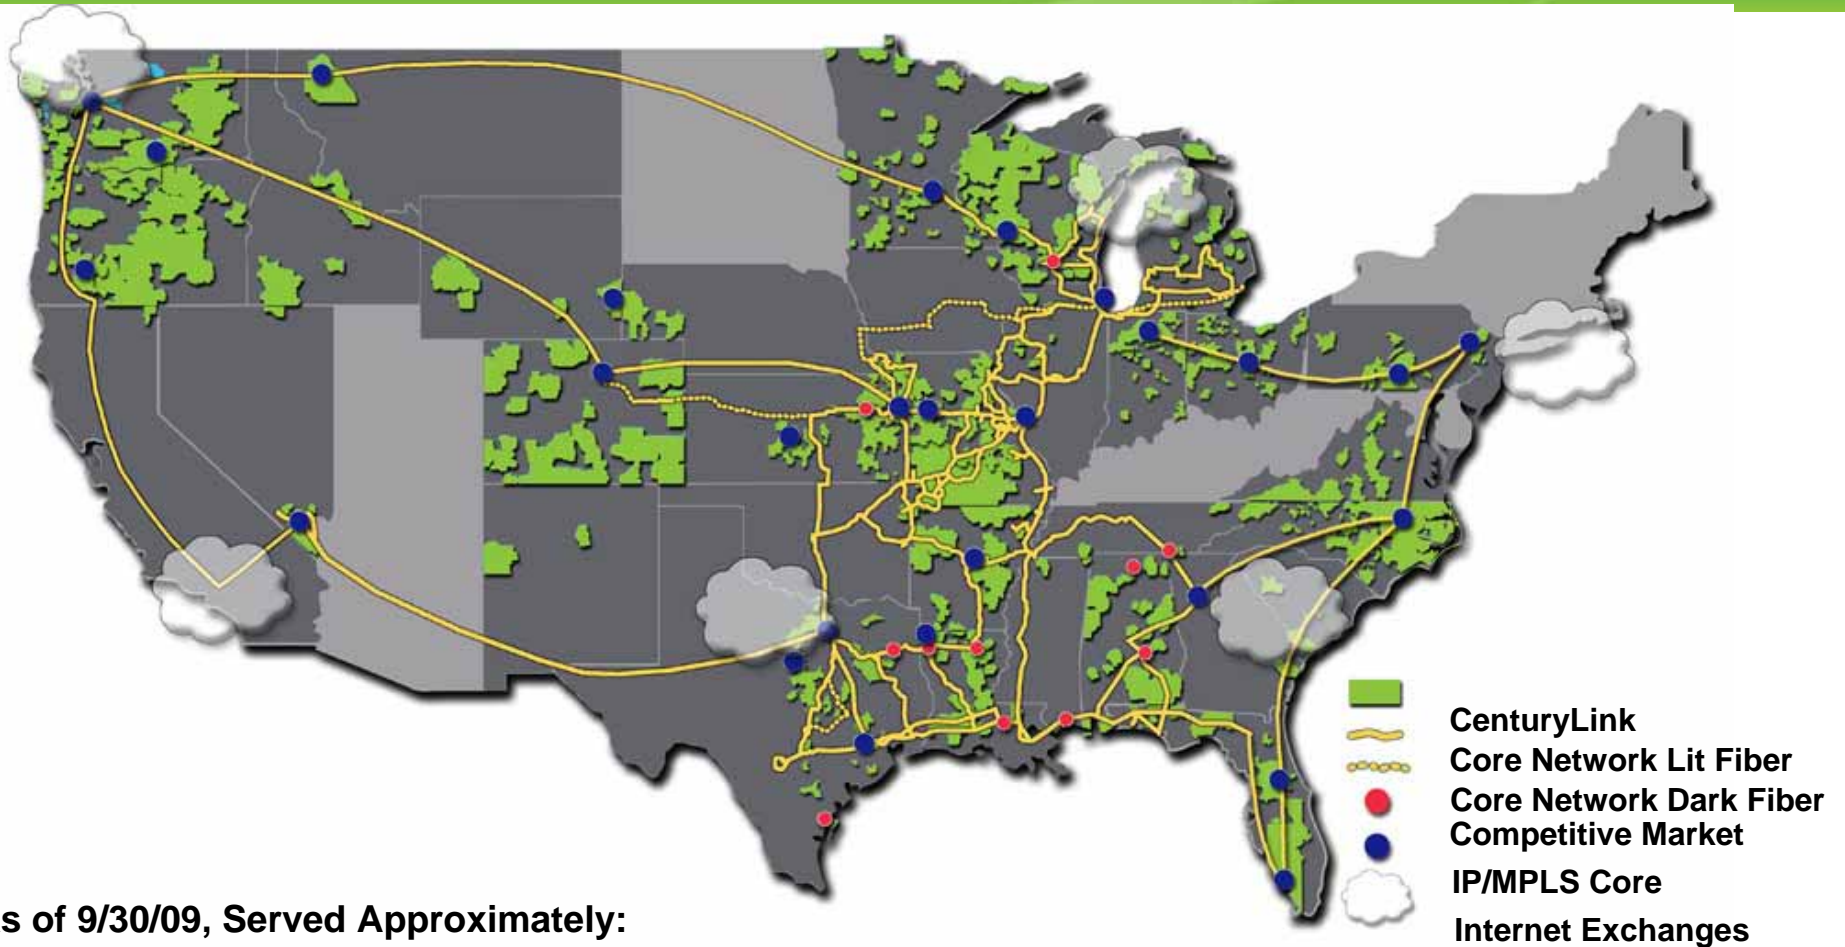 CenturyLink
Core Network Lit Fiber
Core Network Dark Fiber
Competitive Market
IP/MPLS Core
Internet Exchanges
s of 9/30/09, Served Approximately: